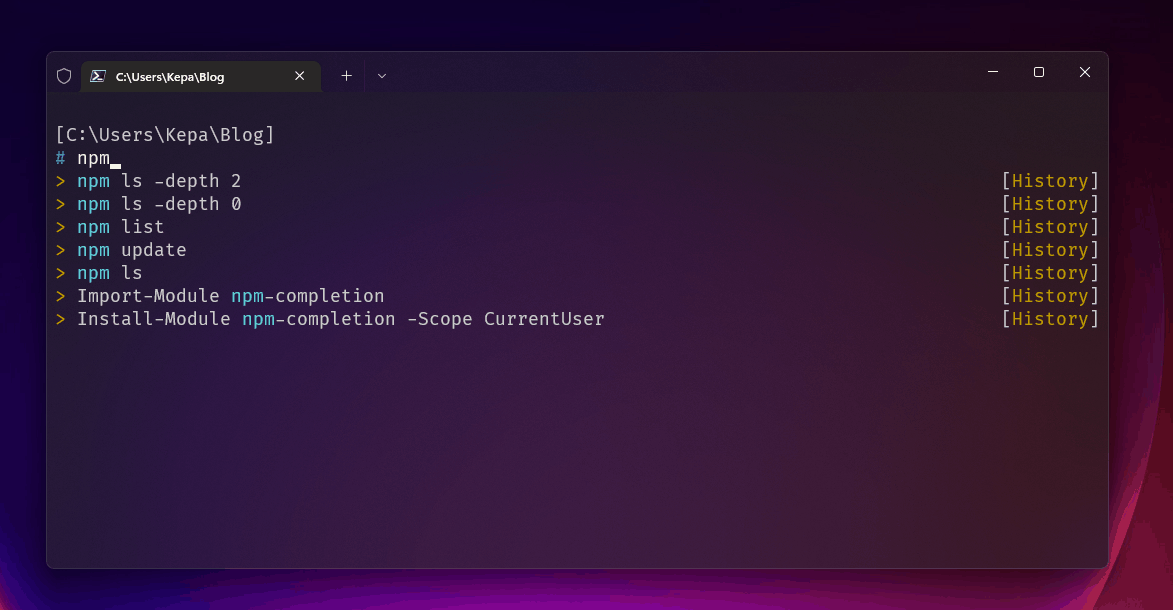 C:\Users\Kepa\Blog
[C:\Users\Kepa\Blog]
# npm_
> npm ls -depth 2 [History]
> npm ls -depth 0 [History]
> npm list [History]
> npm update [History]
> npm ls [History]
> Import-Module npm-completion [History]
> Install-Module npm-completion -Scope CurrentUser [History]